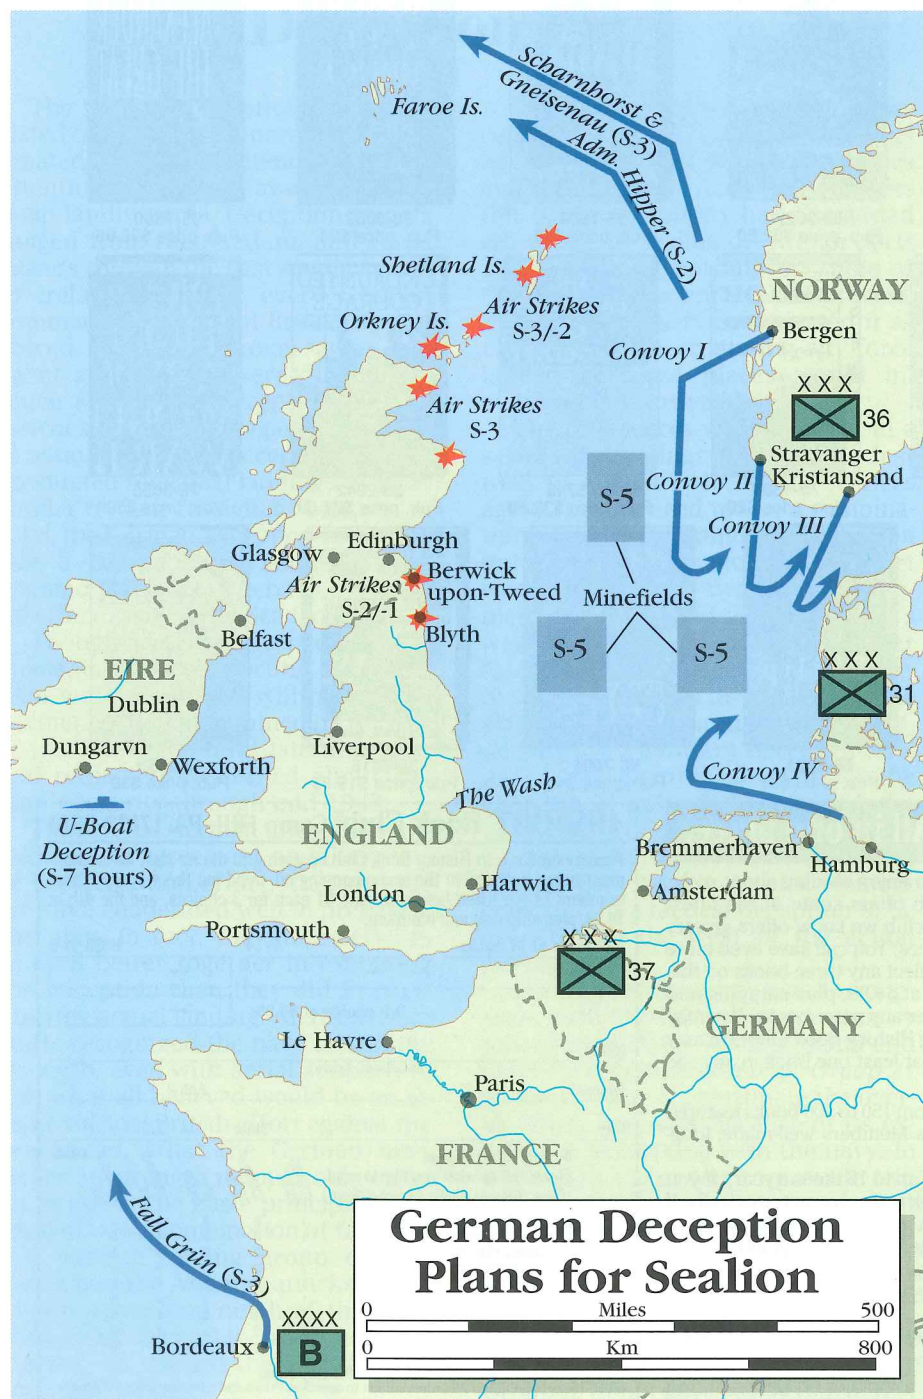 Scharnhorst &
Gneisenau (S-3)
Adm. Hipper (S-2)
Faroe Is.
Shetland Is.
Air Strikes
S-3/-2
Orkney Is.
NORWAY
Bergen
Convoy I
Air Strikes
S-3
X X X
36
Stravanger
Kristiansand
Convoy II
Convoy III
S-5
Glasgow
Edinburgh
Air Strikes
S-2/-1
Berwick
upon-Tweed
Minefields
Belfast
Blyth
S-5
S-5
EIRE
X X X
31
Dublin
Dungarvn
Wexforth
Liverpool
Convoy IV
The Wash
U-Boat
Deception
(S-7 hours)
ENGLAND
Bremmerhaven
Hamburg
London
Harwich
Amsterdam
Portsmouth
X X X
37
Le Havre
GERMANY
Paris
FRANCE
Fall Grün (S-3)
Bordeaux
XXXX
B
German Deception
Plans for Sealion
0 Miles 500
0 Km 800